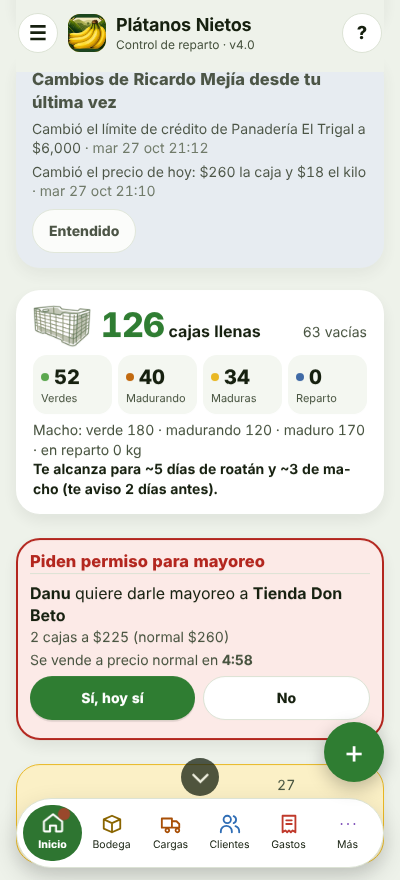 ☰ Plátanos Nietos ?
Control de reparto · v4.0
Cambios de Ricardo Mejía desde tu
última vez
Cambió el límite de crédito de Panadería El Trigal a
$6,000 · mar 27 oct 21:12
Cambió el precio de hoy: $260 la caja y $18 el kilo
· mar 27 oct 21:10
Entendido
126 cajas llenas 63 vacías
52 40 34 0
Verdes Madurando Maduras Reparto
Macho: verde 180 · madurando 120 · maduro 170
· en reparto 0 kg
Te alcanza para ~5 días de roatán y ~3 de ma-
cho (te aviso 2 días antes).
Piden permiso para mayoreo
Danu quiere darle mayoreo a Tienda Don
Beto
2 cajas a $225 (normal $260)
Se vende a precio normal en 4:58
Sí, hoy sí No
+
27
Inicio Bodega Cargas Clientes Gastos Más